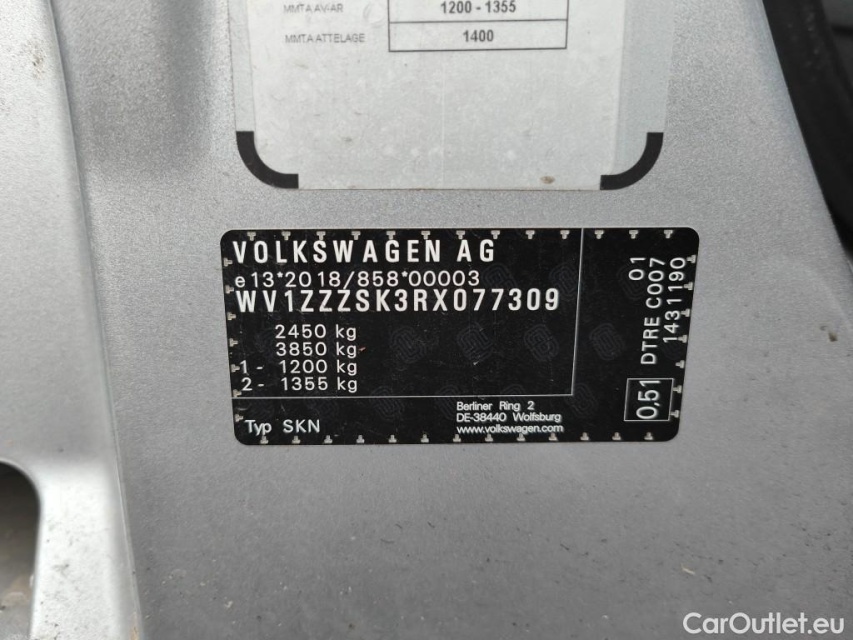 MMTA AV-AR 1200 - 1355
MMTA ATTELAGE 1400
VOLKSWAGEN AG
e13*2018/858*00003
WV1ZZZSK3RX077309
2450 kg
3850 kg
1 - 1200 kg
2 - 1355 kg
Typ SKN
Berliner Ring 2
DE-38440 Wolfsburg
www.volkswagen.com
01
DTRE C007
1431190
0,51
CarOutlet.eu